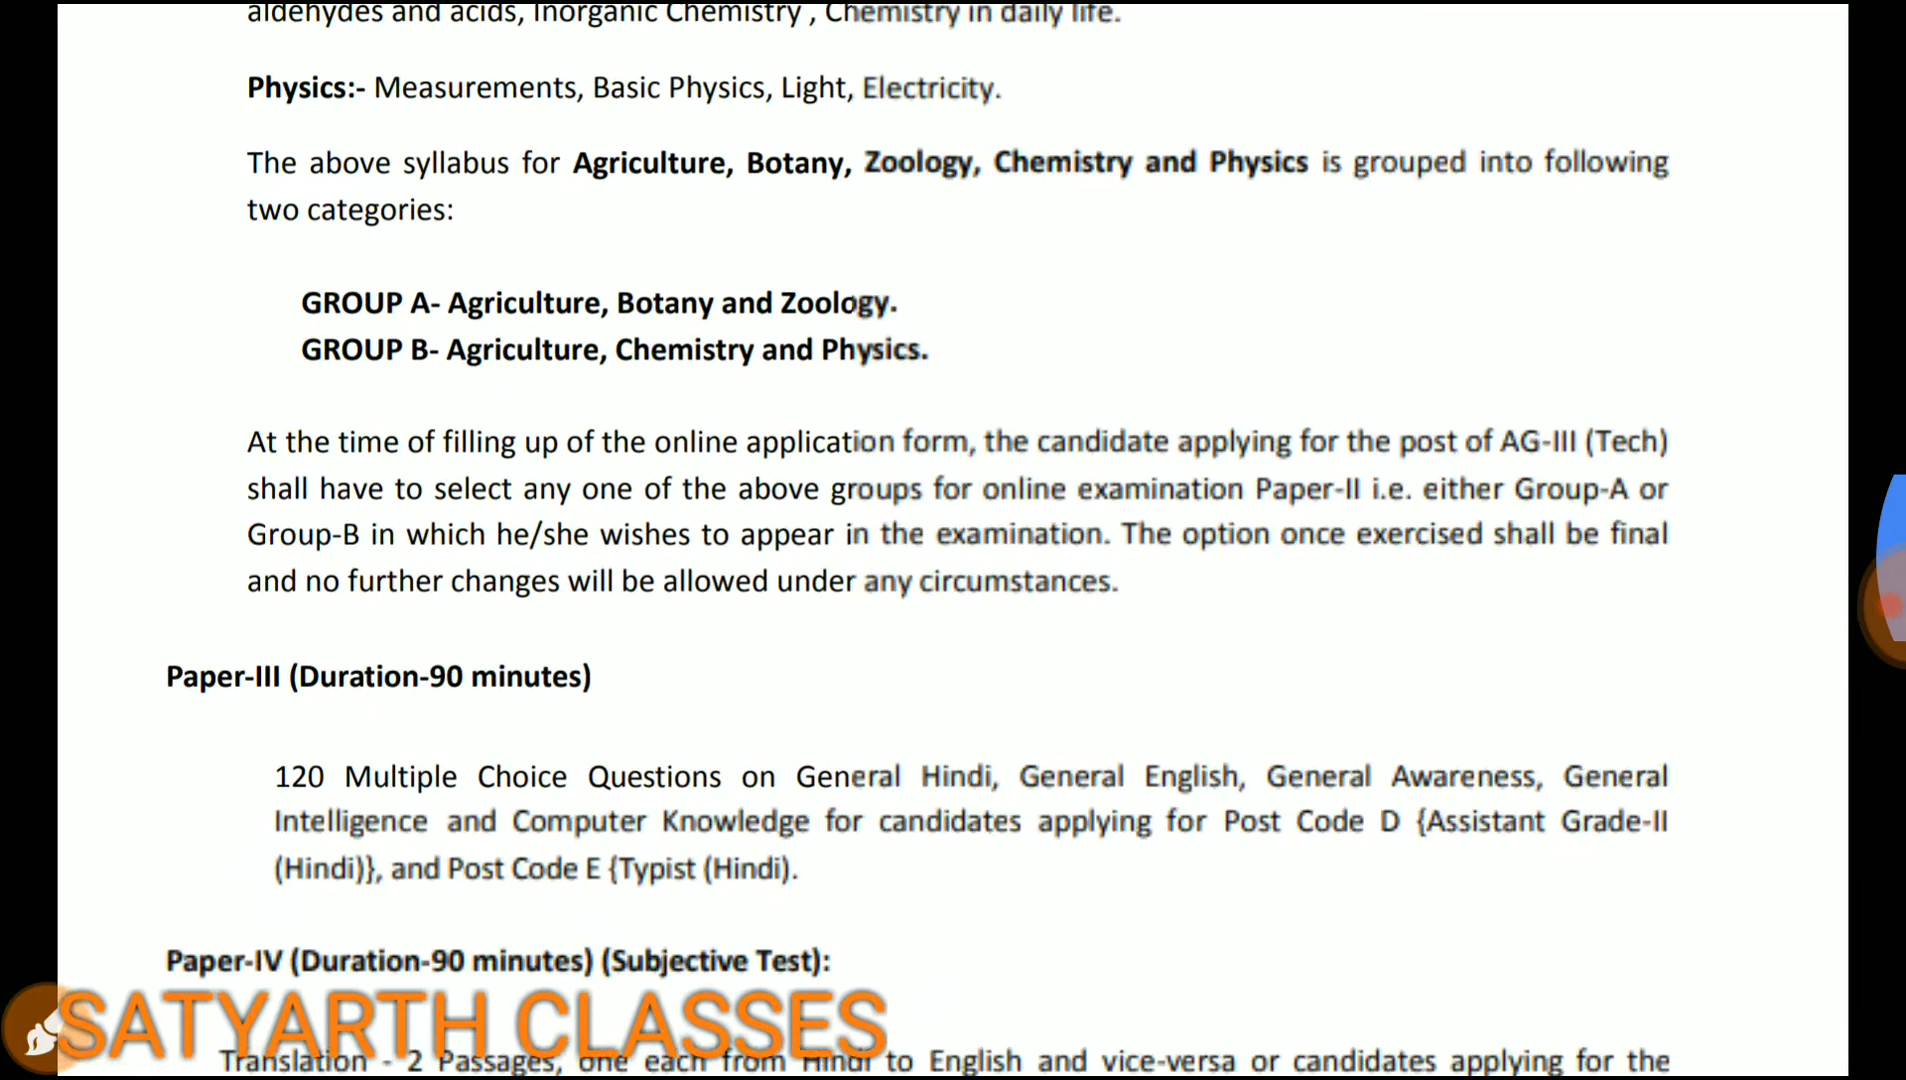 aldehydes and acids, Inorganic Chemistry , Chemistry in daily life.
Physics:- Measurements, Basic Physics, Light, Electricity.
The above syllabus for Agriculture, Botany, Zoology, Chemistry and Physics is grouped into following
two categories:
GROUP A- Agriculture, Botany and Zoology.
GROUP B- Agriculture, Chemistry and Physics.
At the time of filling up of the online application form, the candidate applying for the post of AG-III (Tech)
shall have to select any one of the above groups for online examination Paper-II i.e. either Group-A or
Group-B in which he/she wishes to appear in the examination. The option once exercised shall be final
and no further changes will be allowed under any circumstances.
Paper-III (Duration-90 minutes)
120 Multiple Choice Questions on General Hindi, General English, General Awareness, General
Intelligence and Computer Knowledge for candidates applying for Post Code D {Assistant Grade-II
(Hindi)}, and Post Code E {Typist (Hindi).
Paper-IV (Duration-90 minutes) (Subjective Test):
SATYARTH CLASSES
Translation - 2 Passages, one each from Hindi to English and vice-versa or candidates applying for the